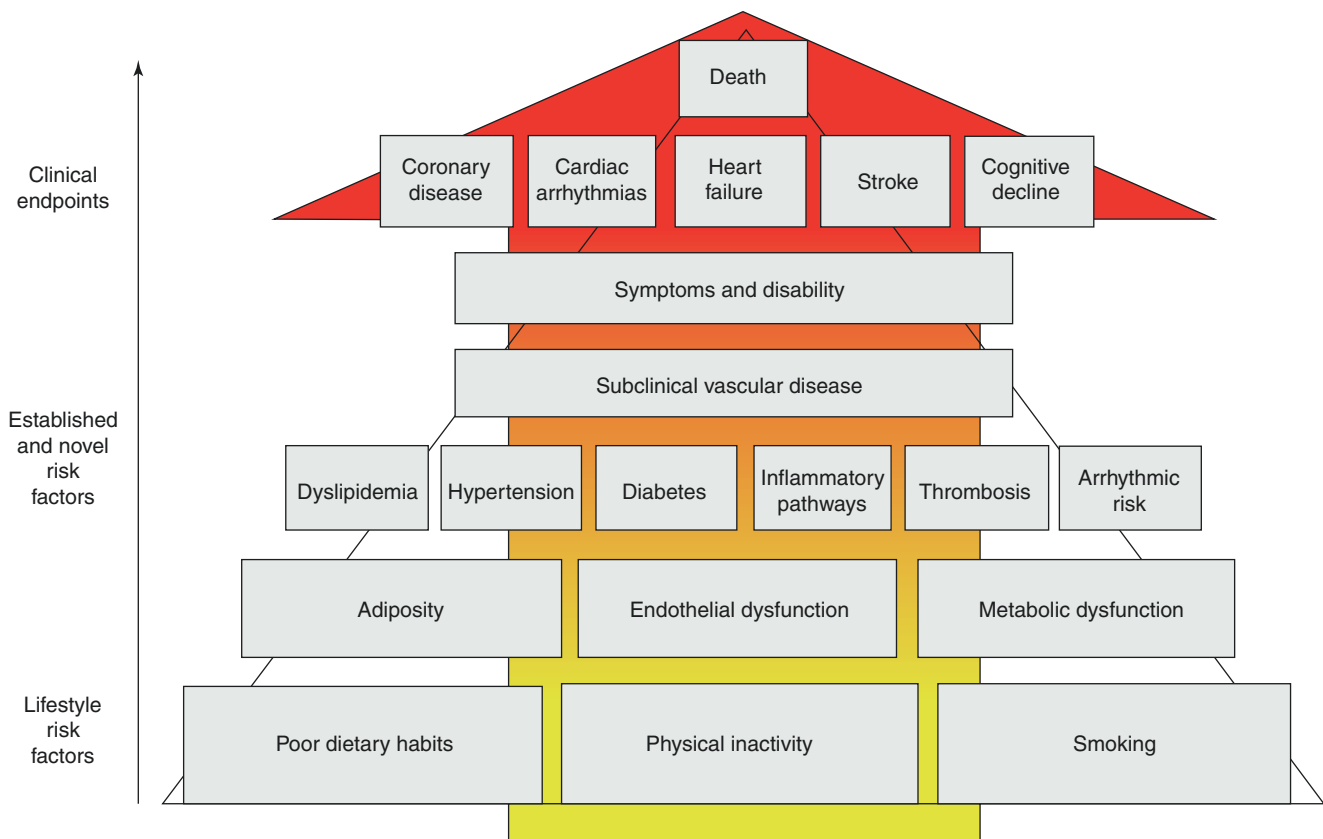 Death
Clinical
endpoints
Coronary
disease
Cardiac
arrhythmias
Heart
failure
Stroke
Cognitive
decline
Symptoms and disability
Subclinical vascular disease
Established
and novel
risk
factors
Dyslipidemia
Hypertension
Diabetes
Inflammatory
pathways
Thrombosis
Arrhythmic
risk
Adiposity
Endothelial dysfunction
Metabolic dysfunction
Lifestyle
risk
factors
Poor dietary habits
Physical inactivity
Smoking